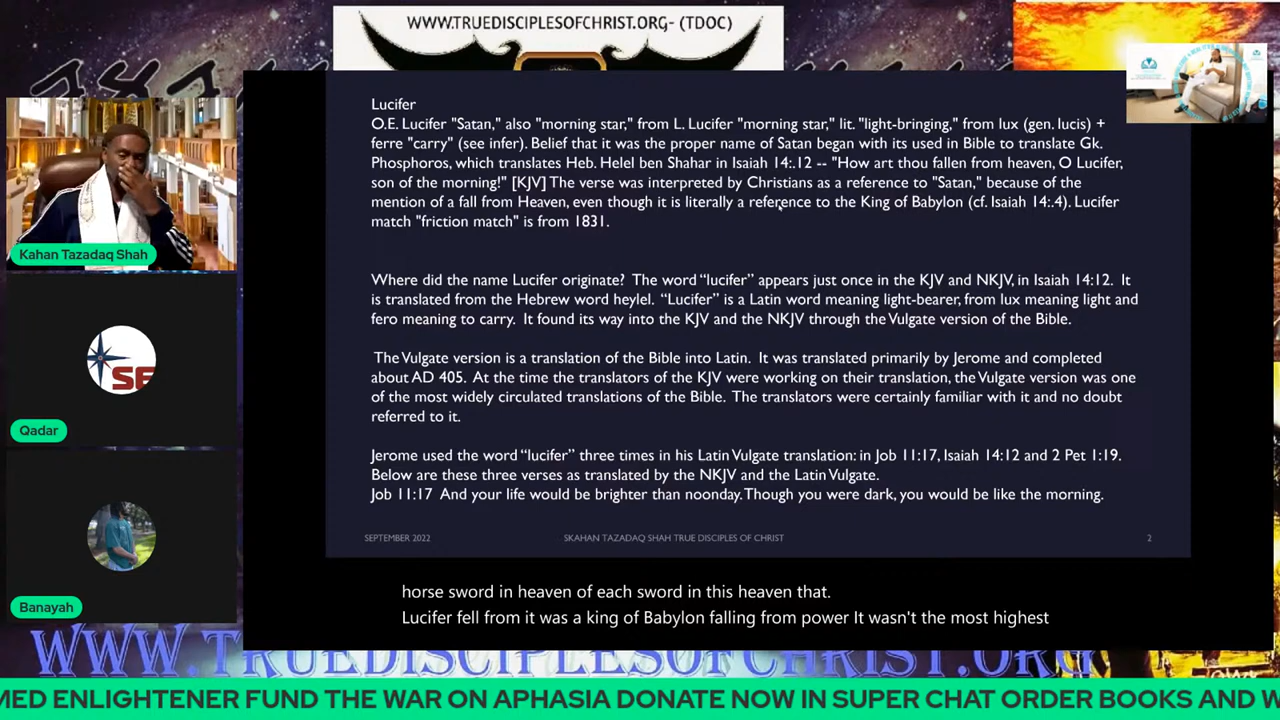 WWW.TRUEDISCIPLESOFCHRIST.ORG- (TDOC)
Lucifer
O.E. Lucifer "Satan," also "morning star," from L. Lucifer "morning star," lit. "light-bringing," from lux (gen. lucis) +
ferre "carry" (see infer). Belief that it was the proper name of Satan began with its used in Bible to translate Gk.
Phosphoros, which translates Heb. Helel ben Shahar in Isaiah 14:.12 -- "How art thou fallen from heaven, O Lucifer,
son of the morning!" [KJV] The verse was interpreted by Christians as a reference to "Satan," because of the
mention of a fall from Heaven, even though it is literally a reference to the King of Babylon (cf. Isaiah 14:.4). Lucifer
match "friction match" is from 1831.
Where did the name Lucifer originate?  The word “lucifer” appears just once in the KJV and NKJV, in Isaiah 14:12.  It
is translated from the Hebrew word heylel.  “Lucifer” is a Latin word meaning light-bearer, from lux meaning light and
fero meaning to carry.  It found its way into the KJV and the NKJV through the Vulgate version of the Bible.
The Vulgate version is a translation of the Bible into Latin.  It was translated primarily by Jerome and completed
about AD 405.  At the time the translators of the KJV were working on their translation, the Vulgate version was one
of the most widely circulated translations of the Bible.  The translators were certainly familiar with it and no doubt
referred to it.
Jerome used the word “lucifer” three times in his Latin Vulgate translation: in Job 11:17, Isaiah 14:12 and 2 Pet 1:19.
Below are these three verses as translated by the NKJV and the Latin Vulgate.
Job 11:17  And your life would be brighter than noonday. Though you were dark, you would be like the morning.
SEPTEMBER 2022
SKAHAN TAZADAQ SHAH TRUE DISCIPLES OF CHRIST
2
Kahan Tazadaq Shah
SE
Qadar
Banayah
horse sword in heaven of each sword in this heaven that.
Lucifer fell from it was a king of Babylon falling from power It wasn't the most highest
WWW.TRUEDISCIPLESOFCHRIST.ORG
MED ENLIGHTENER FUND THE WAR ON APHASIA DONATE NOW IN SUPER CHAT ORDER BOOKS AND W